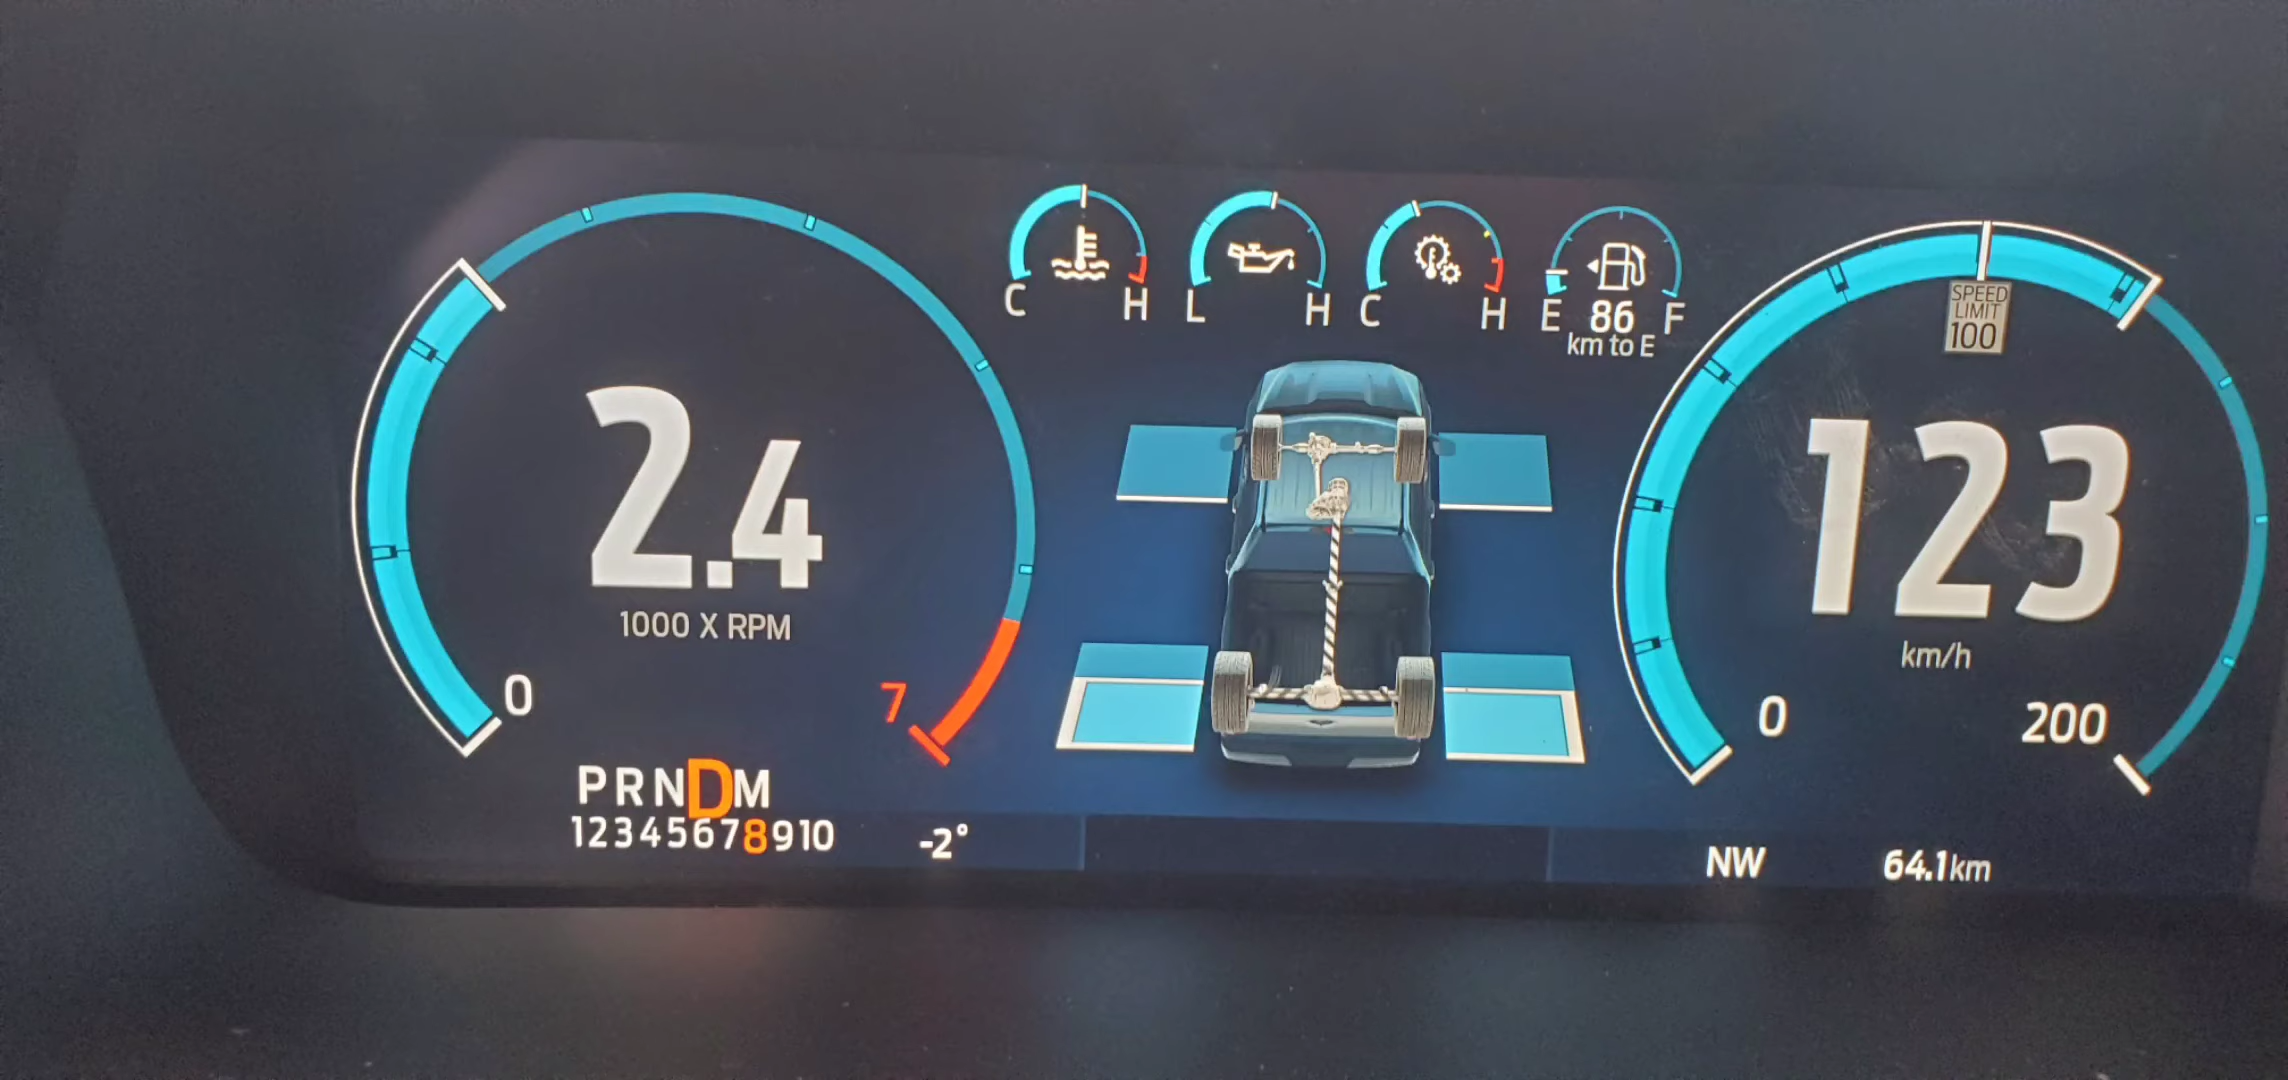 C H
L H
C H
E 86 F
km to E
SPEED
LIMIT
100
2.4
1000 X RPM
0
7
123
km/h
0
200
PRNDM
12345678910
-2°
NW
64.1km